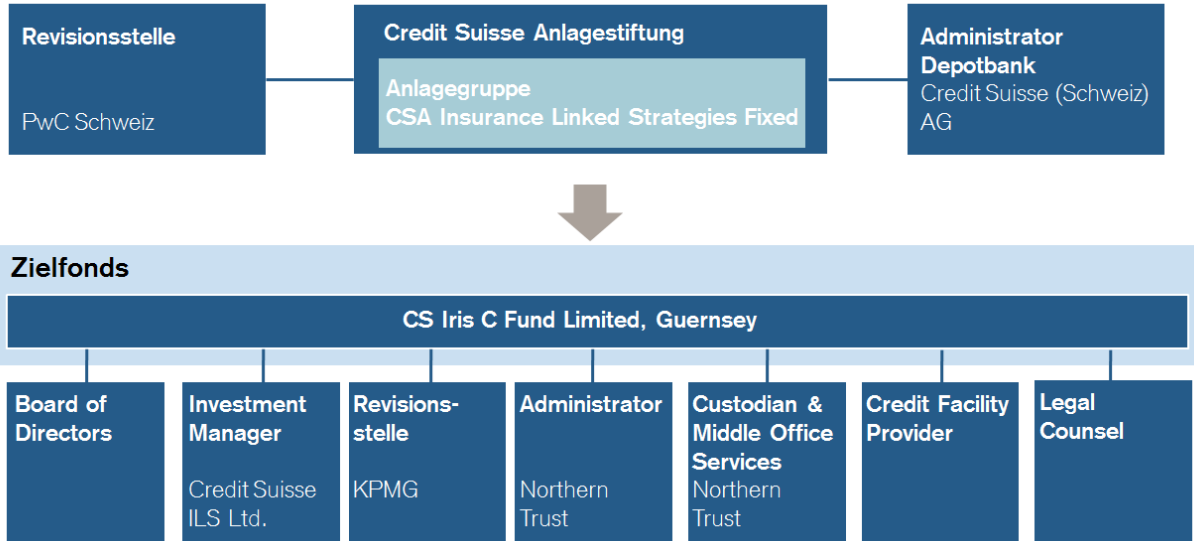 Revisionsstelle
PwC Schweiz
Credit Suisse Anlagestiftung
Anlagegruppe
CSA Insurance Linked Strategies Fixed
Administrator
Depotbank
Credit Suisse (Schweiz)
AG
Zielfonds
CS Iris C Fund Limited, Guernsey
Board of
Directors
Investment
Manager
Credit Suisse
ILS Ltd.
Revisions-
stelle
KPMG
Administrator
Northern
Trust
Custodian &
Middle Office
Services
Northern
Trust
Credit Facility
Provider
Legal
Counsel